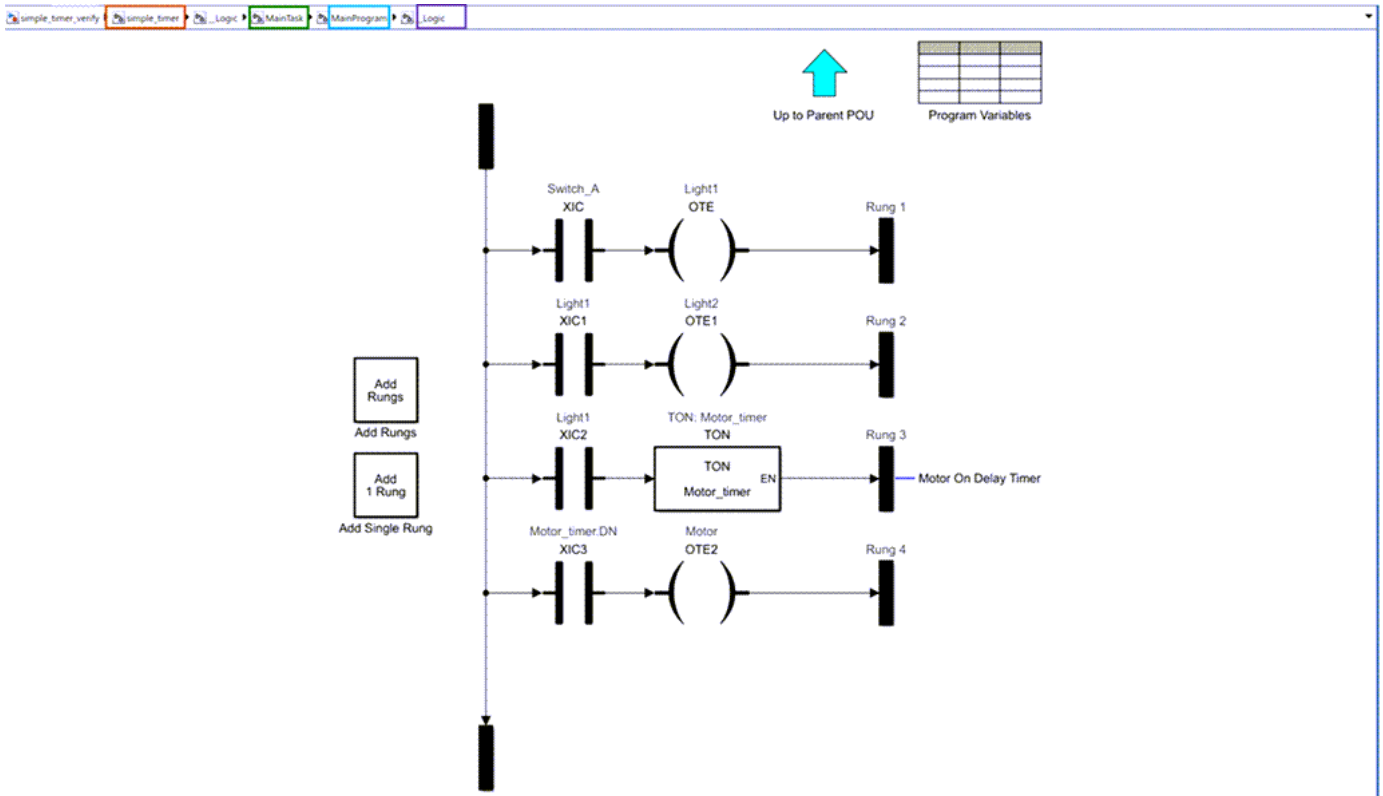 simple_timer_verify simple_timer _Logic MainTask MainProgram _Logic
Up to Parent POU
Program Variables
Switch_A
XIC
Light1
OTE
Rung 1
Light1
XIC1
Light2
OTE1
Rung 2
Add
Rungs
Add Rungs
Light1
XIC2
TON: Motor_timer
TON
TON
EN
Motor_timer
Rung 3
Motor On Delay Timer
Add
1 Rung
Add Single Rung
Motor_timer.DN
XIC3
Motor
OTE2
Rung 4